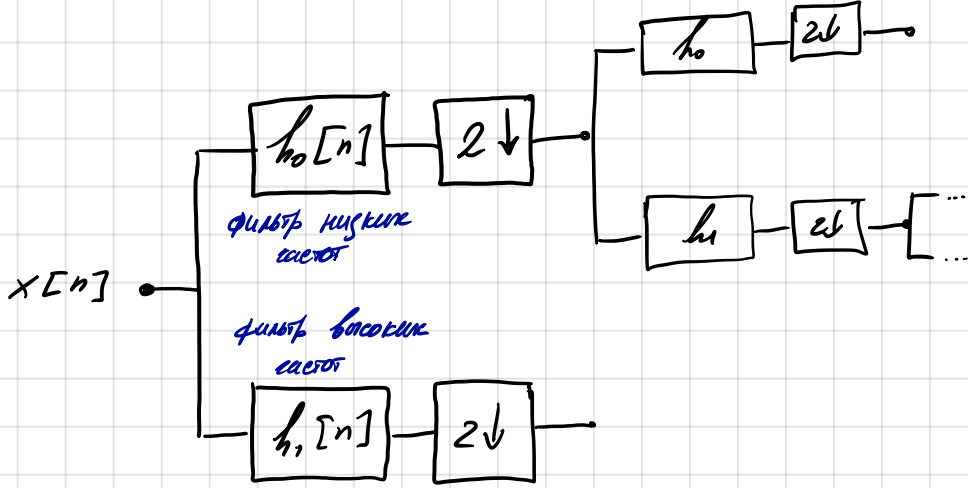 h₀
2↓
h₀[n]
2↓
фильтр низких
частот
h₁
2↓
...
...
x[n]
фильтр высоких
частот
h₁[n]
2↓